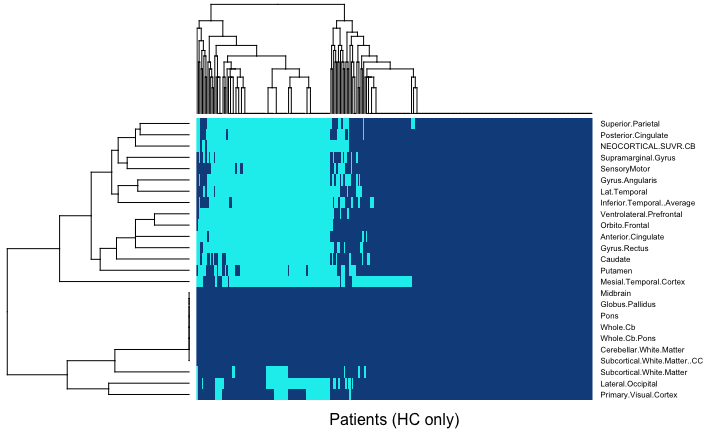 Superior.Parietal
Posterior.Cingulate
NEOCORTICAL.SUVR.CB
Supramarginal.Gyrus
SensoryMotor
Gyrus.Angularis
Lat.Temporal
Inferior.Temporal..Average
Ventrolateral.Prefrontal
Orbito.Frontal
Anterior.Cingulate
Gyrus.Rectus
Caudate
Putamen
Mesial.Temporal.Cortex
Midbrain
Globus.Pallidus
Pons
Whole.Cb
Whole.Cb.Pons
Cerebellar.White.Matter
Subcortical.White.Matter..CC
Subcortical.White.Matter
Lateral.Occipital
Primary.Visual.Cortex
Patients (HC only)